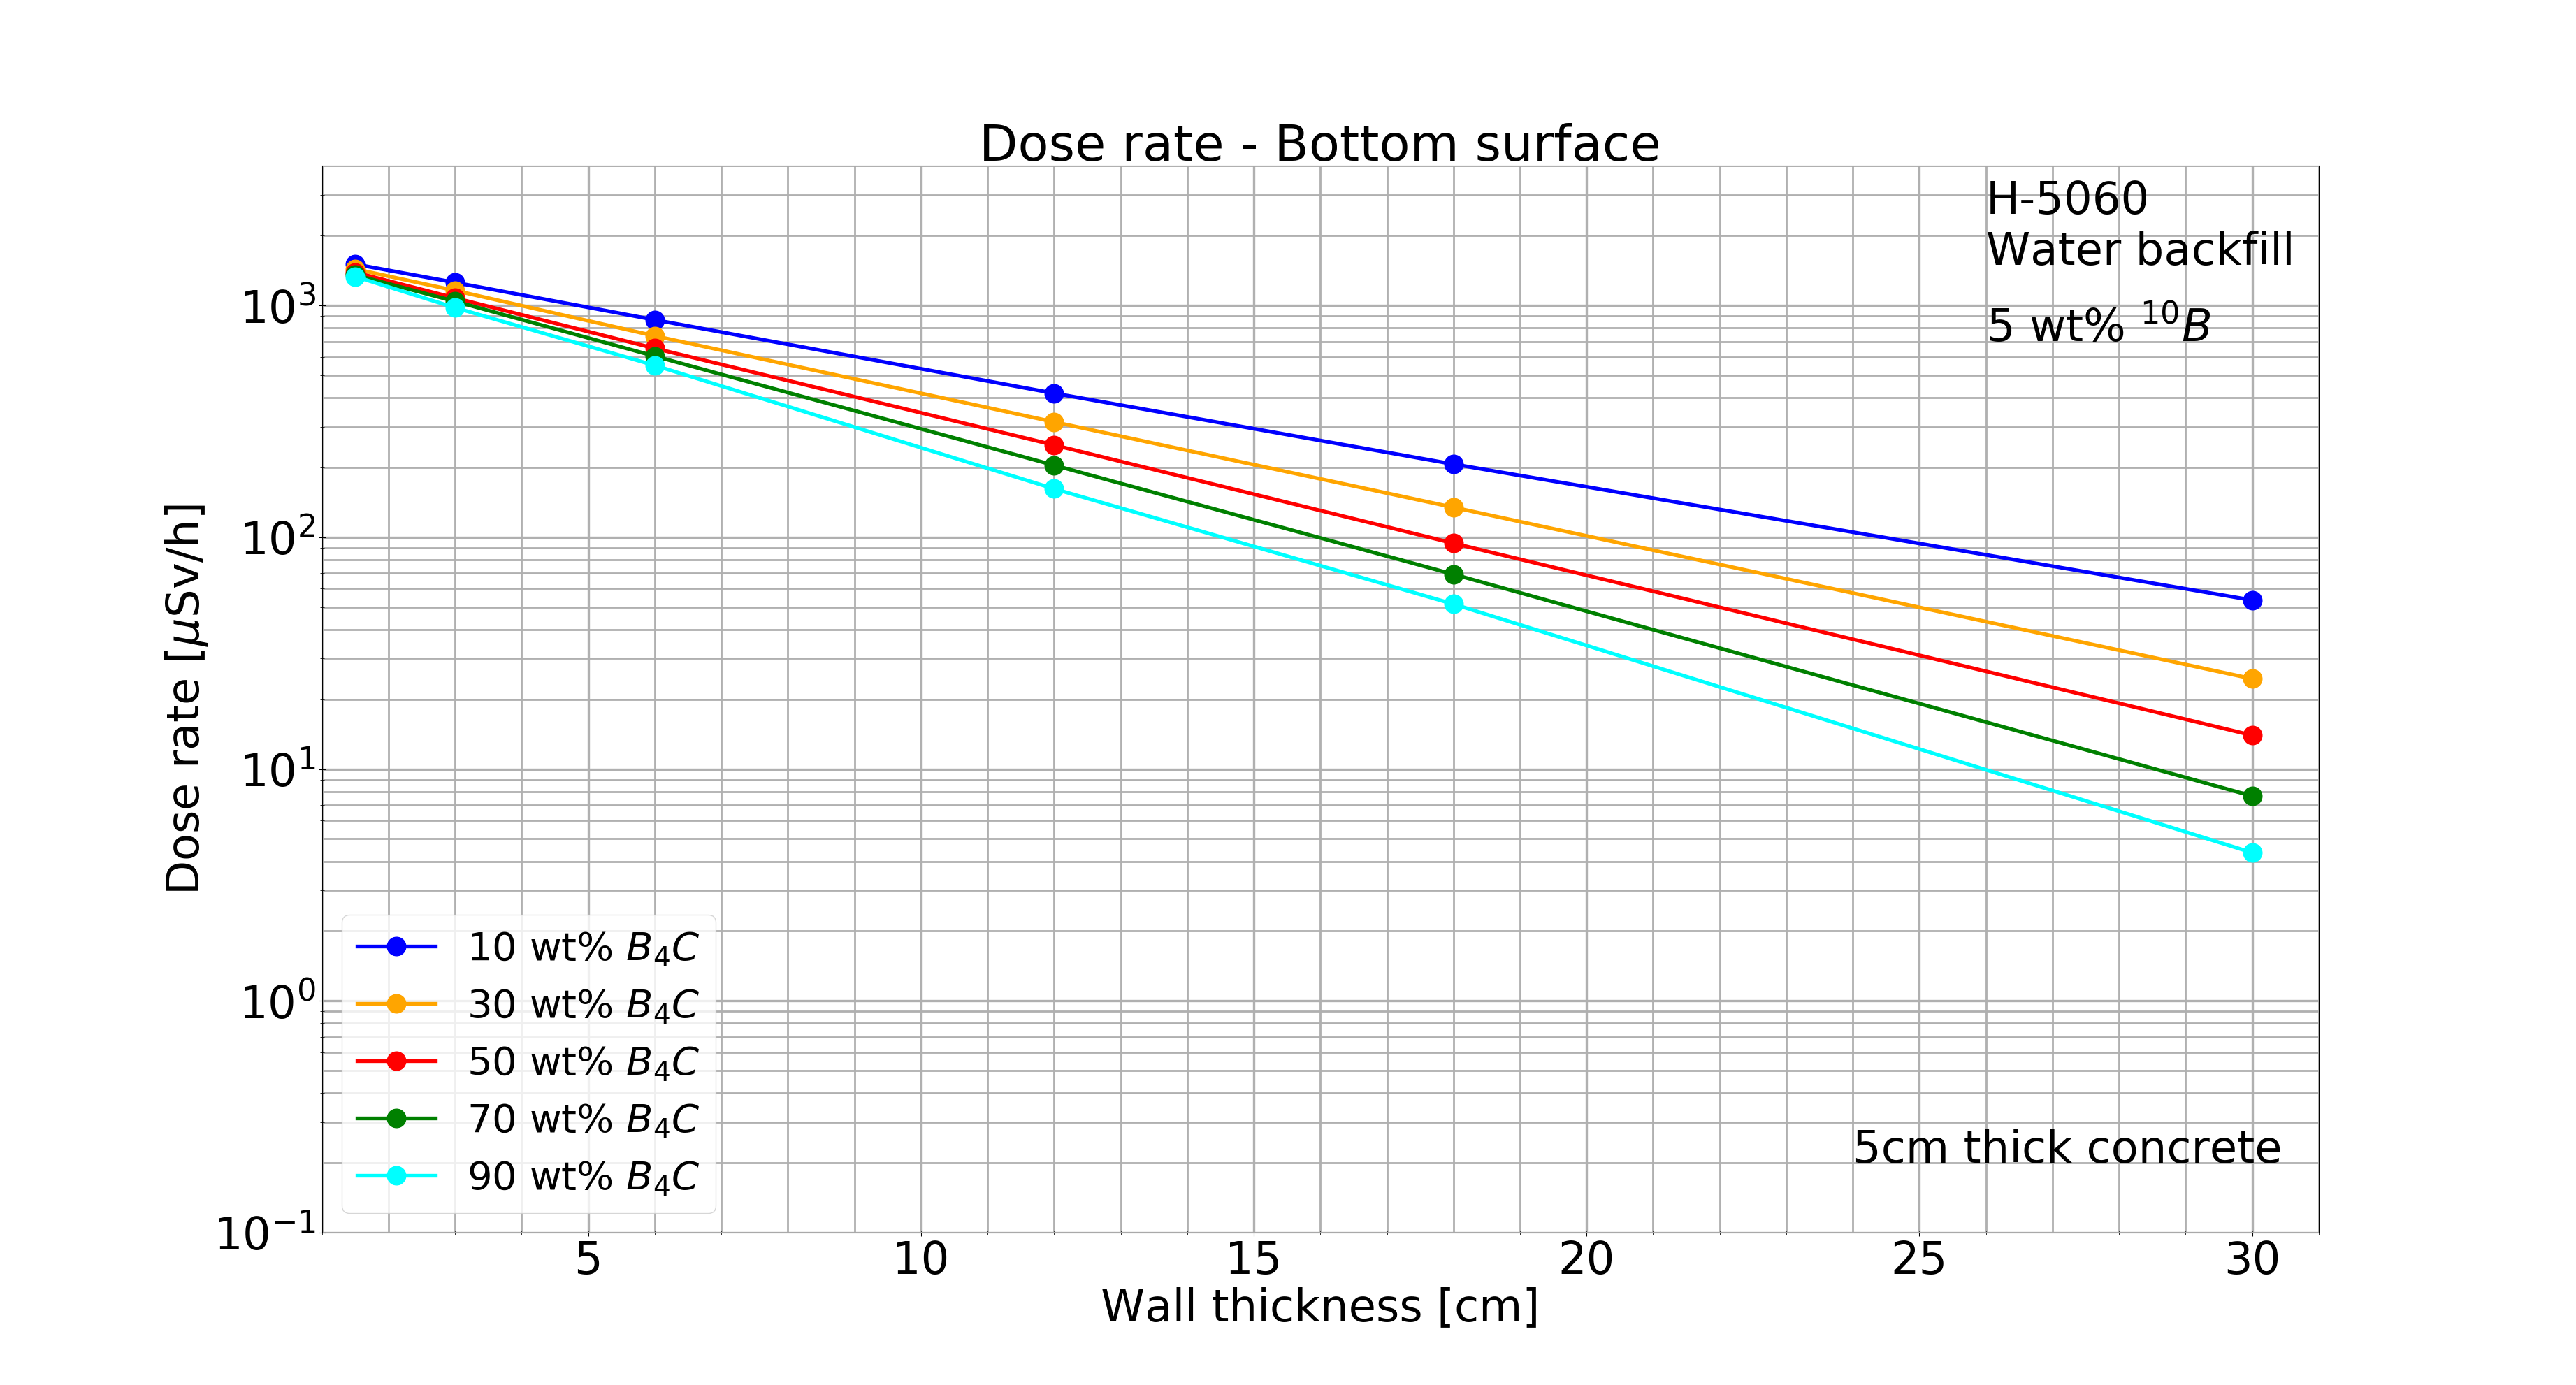 Dose rate - Bottom surface
H-5060
Water backfill
5 wt% ¹⁰B
10³
10²
10¹
10⁰
10⁻¹
Dose rate [μSv/h]
10 wt% B₄C
30 wt% B₄C
50 wt% B₄C
70 wt% B₄C
90 wt% B₄C
5cm thick concrete
5 10 15 20 25 30
Wall thickness [cm]